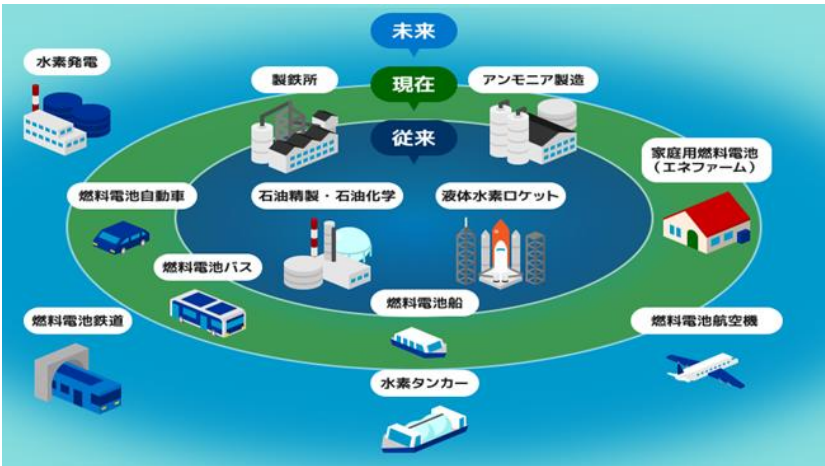 未来
水素発電
製鉄所
現在
アンモニア製造
従来
家庭用燃料電池
（エネファーム）
燃料電池自動車
石油精製・石油化学
液体水素ロケット
燃料電池バス
燃料電池船
燃料電池鉄道
燃料電池航空機
水素タンカー